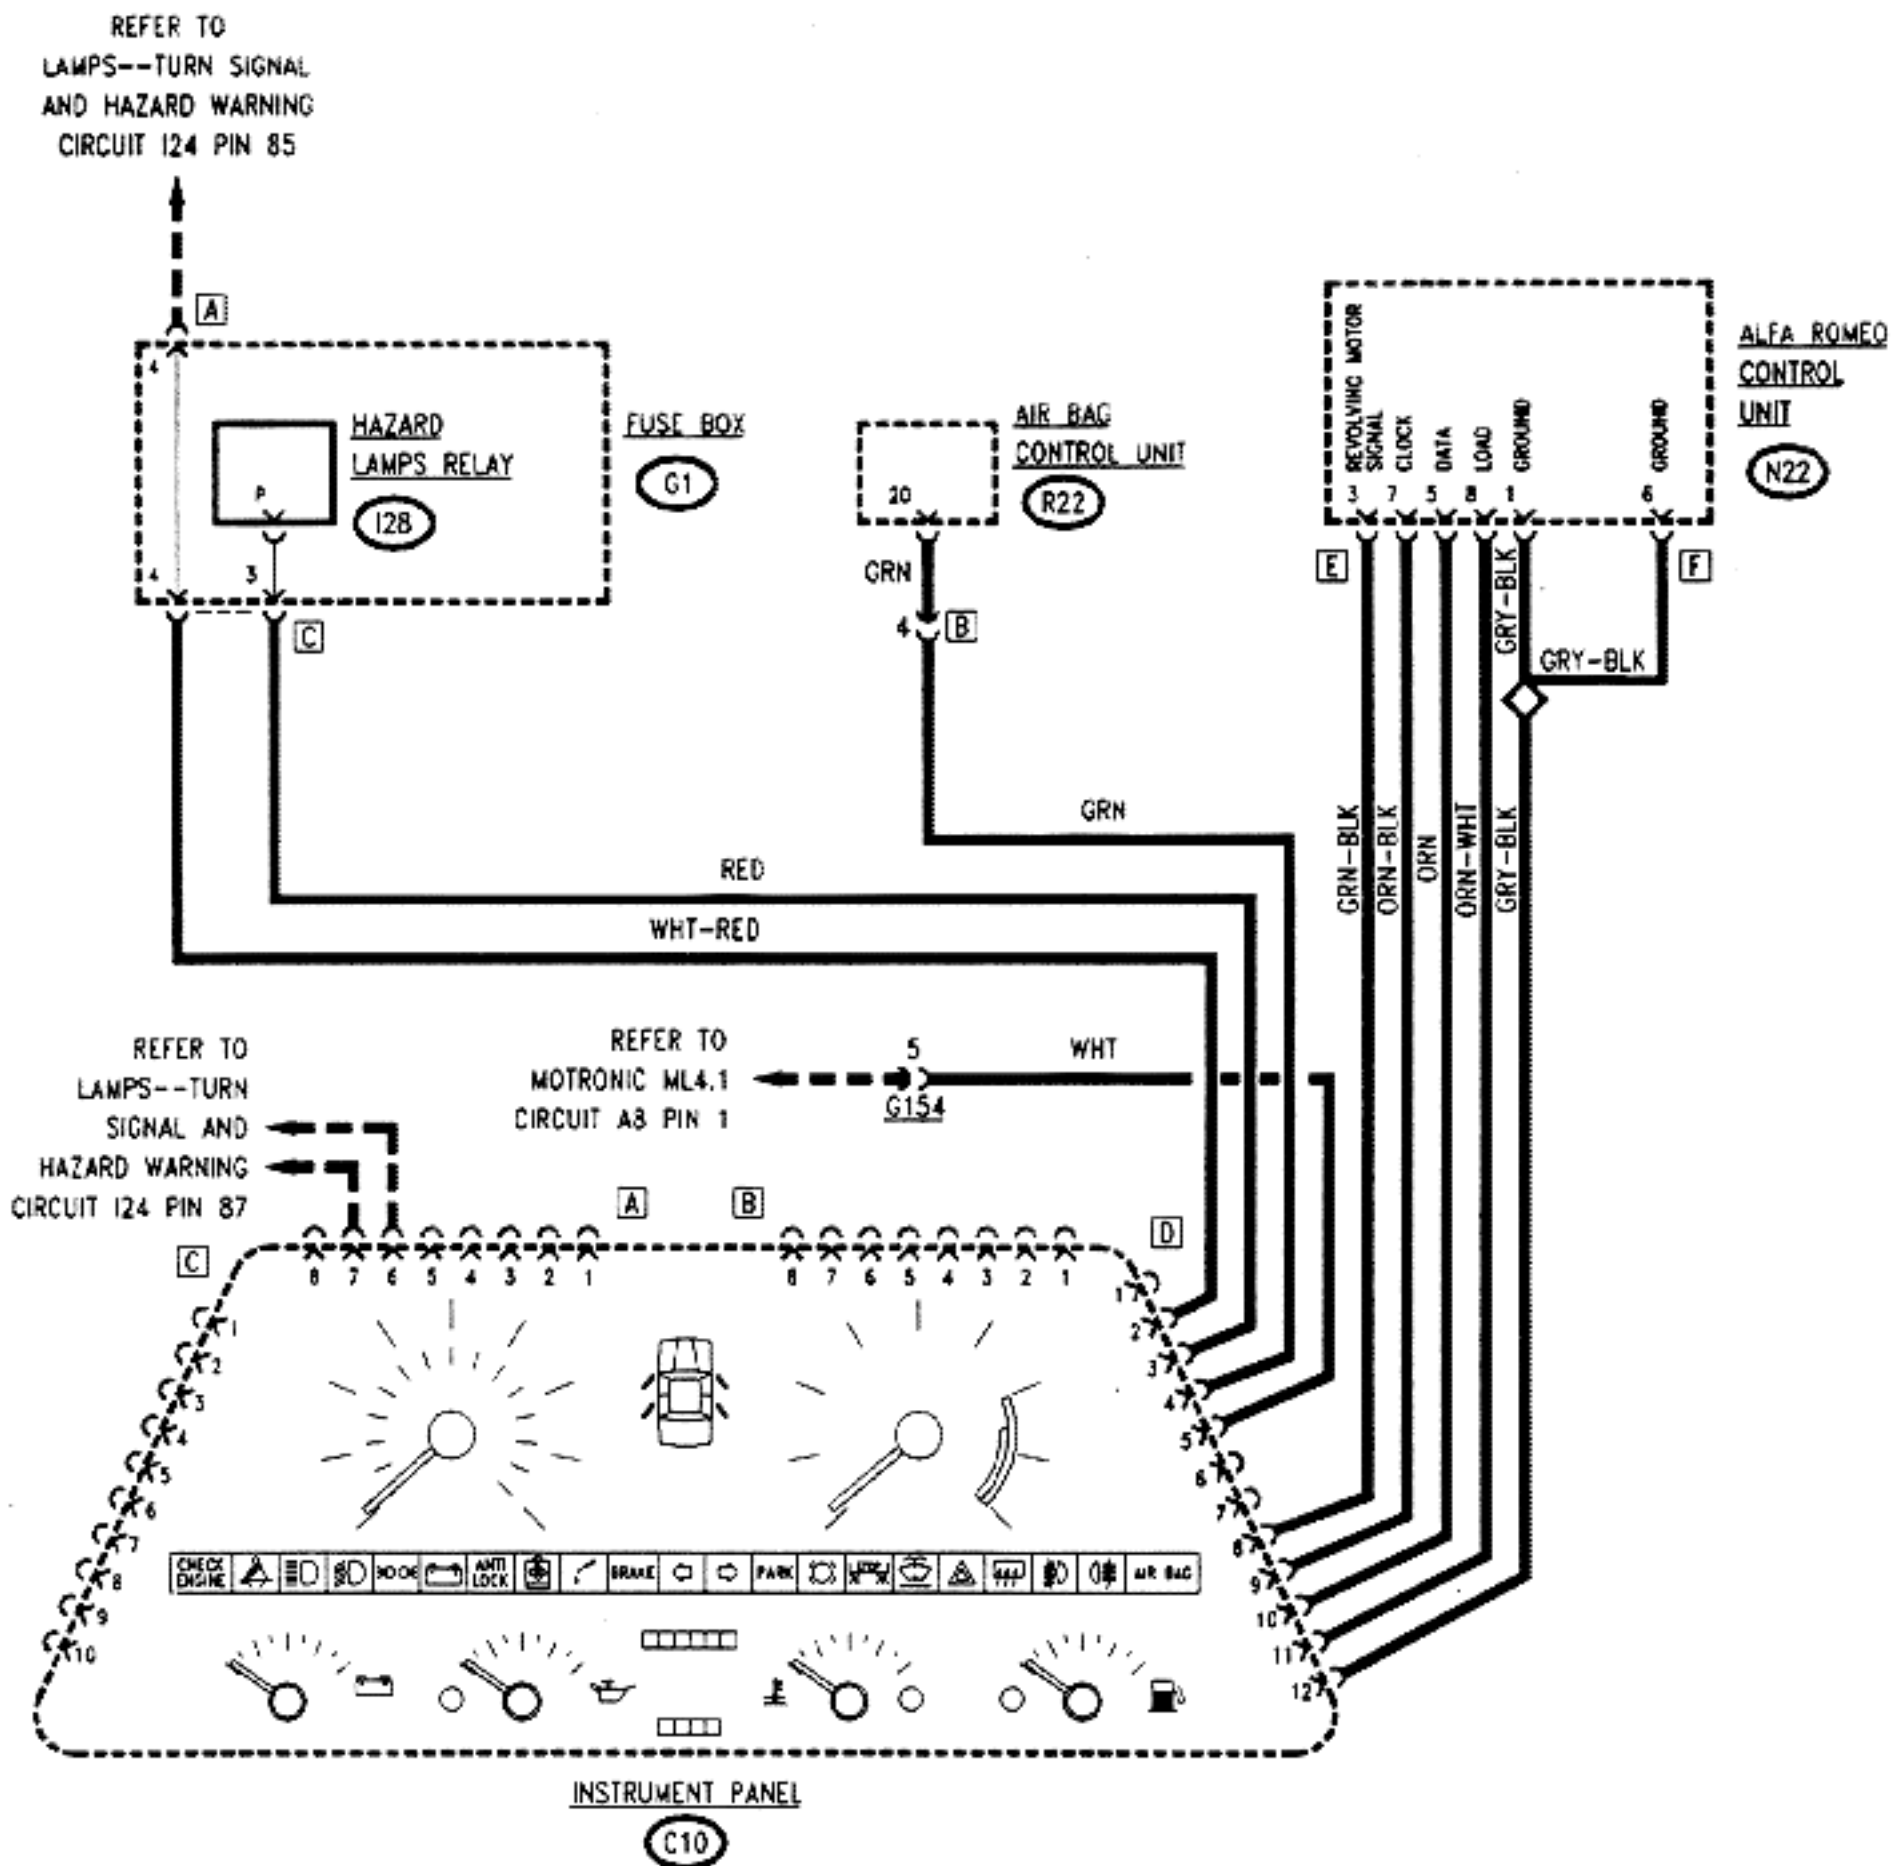 REFER TO
LAMPS--TURN SIGNAL
AND HAZARD WARNING
CIRCUIT I24 PIN 85
A
4
HAZARD
LAMPS RELAY
I28
P
4
3
C
FUSE BOX
G1
AIR BAG
CONTROL UNIT
R22
20
GRN
4
B
ALFA ROMEO
CONTROL
UNIT
N22
REVOLVING MOTOR
SIGNAL
CLOCK
DATA
LOAD
GROUND
GROUND
3
7
5
8
1
6
E
F
GRY-BLK
GRY-BLK
GRN
RED
WHT-RED
GRN-BLK
ORN-BLK
ORN
ORN-WHT
GRY-BLK
REFER TO
LAMPS--TURN
SIGNAL AND
HAZARD WARNING
CIRCUIT I24 PIN 87
REFER TO
MOTRONIC ML4.1
CIRCUIT A8 PIN 1
5
G154
WHT
A
B
C
D
8 7 6 5 4 3 2 1
8 7 6 5 4 3 2 1
1
2
3
4
5
6
7
8
9
10
1
2
3
4
5
6
7
8
9
10
11
12
CHECK
ENGINE
ANTI
LOCK
BRAKE
PARK
AIR BAG
INSTRUMENT PANEL
C10